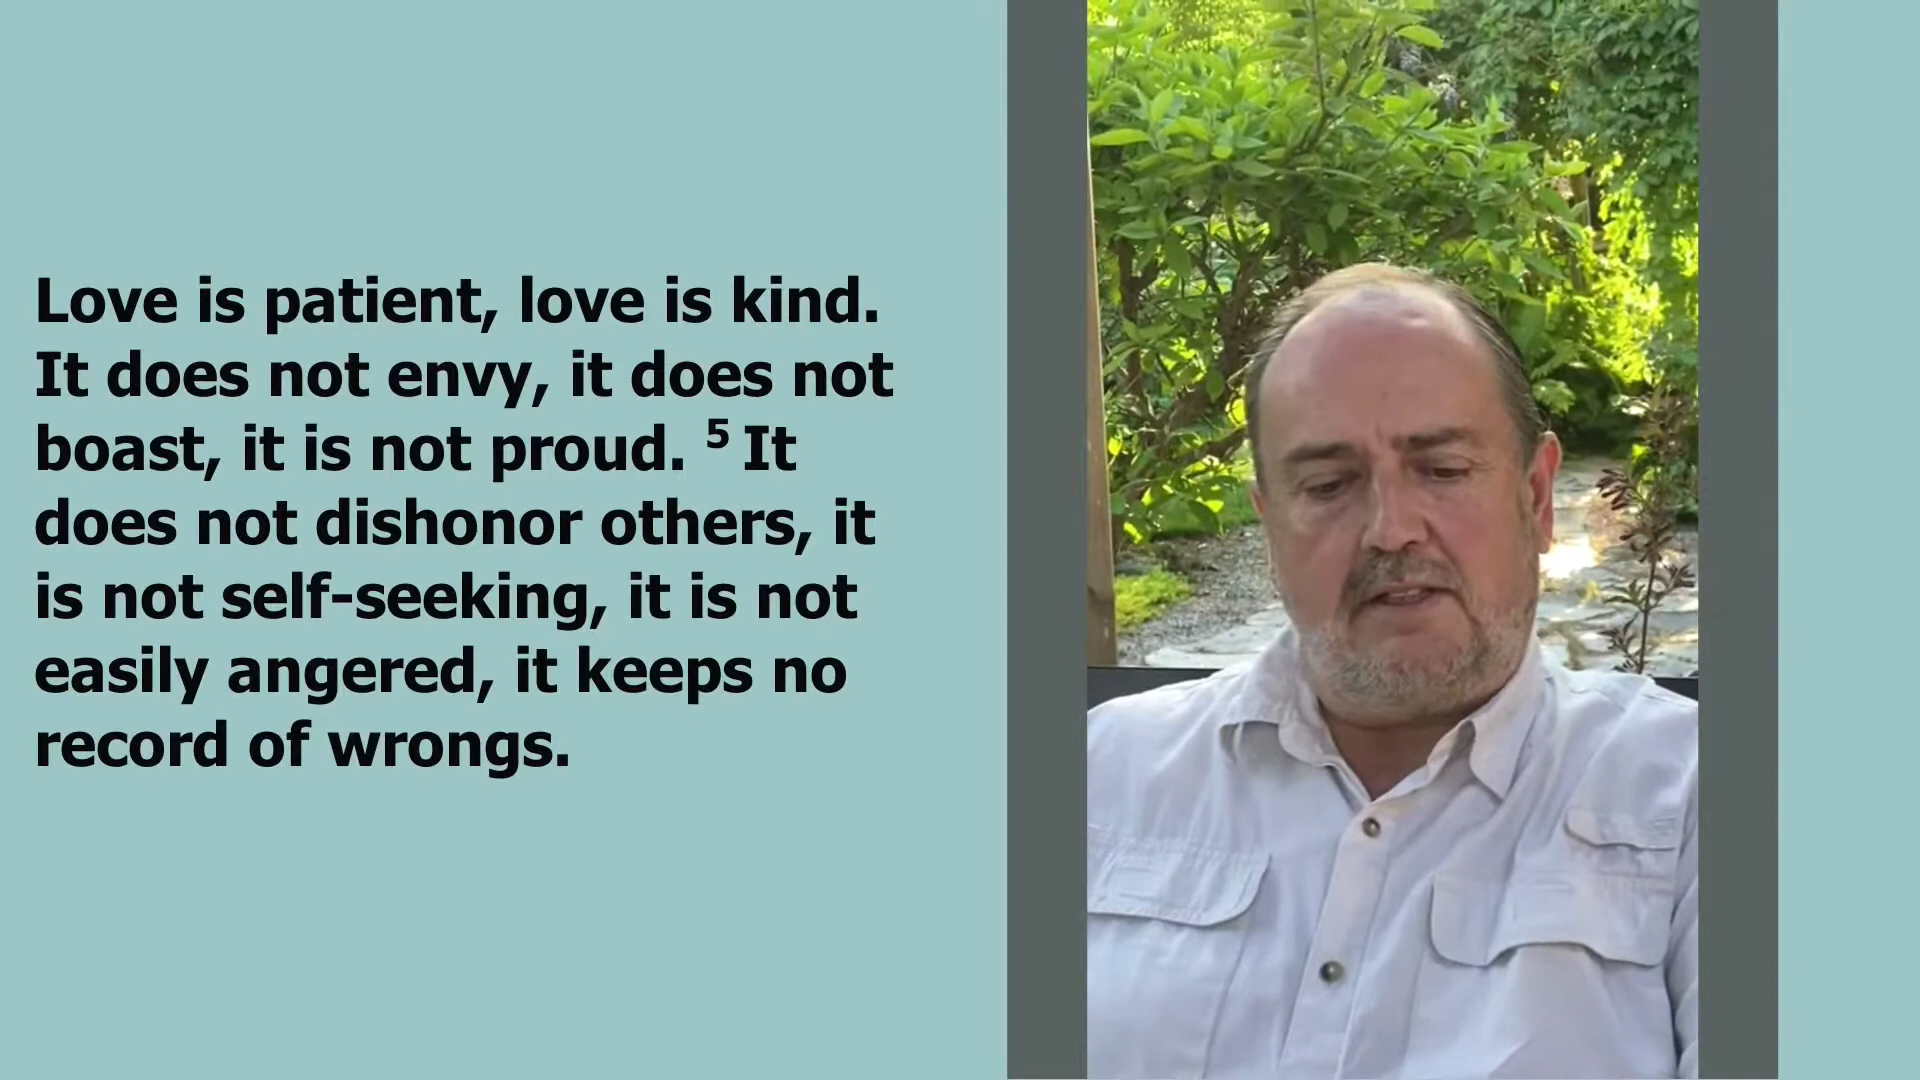 Love is patient, love is kind.
It does not envy, it does not
boast, it is not proud. ⁵ It
does not dishonor others, it
is not self-seeking, it is not
easily angered, it keeps no
record of wrongs.